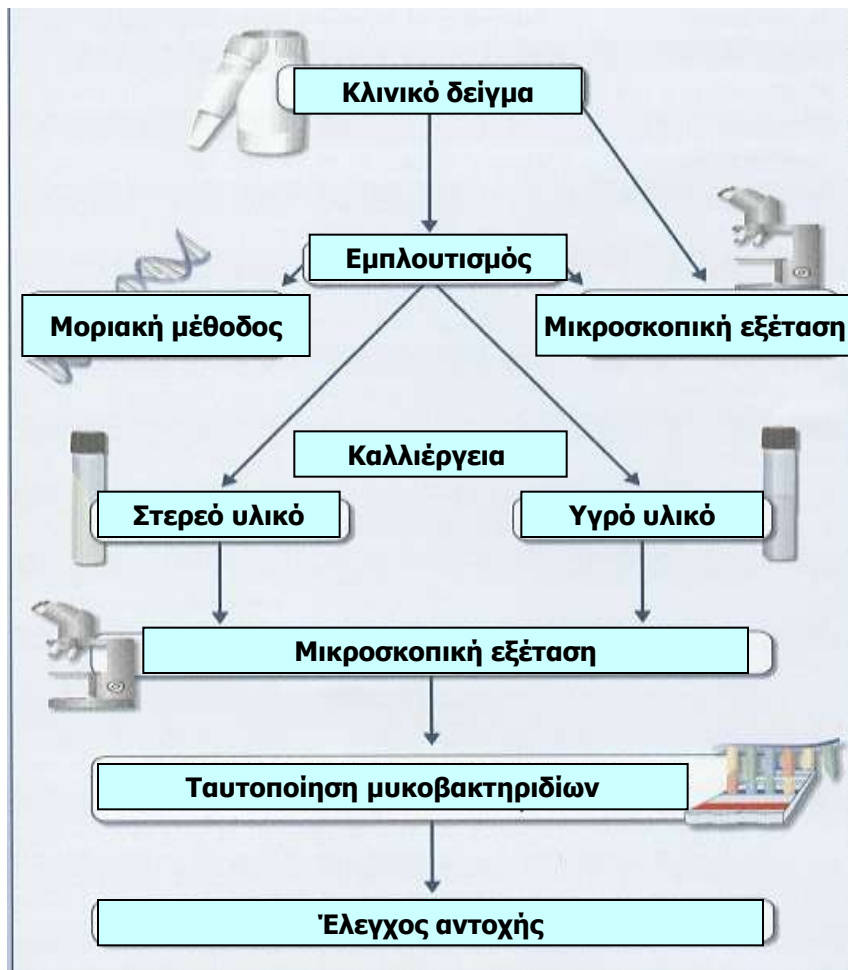 Κλινικό δείγμα
Εμπλουτισμός
Μοριακή μέθοδος
Μικροσκοπική εξέταση
Καλλιέργεια
Στερεό υλικό
Υγρό υλικό
Μικροσκοπική εξέταση
Ταυτοποίηση μυκοβακτηριδίων
Έλεγχος αντοχής